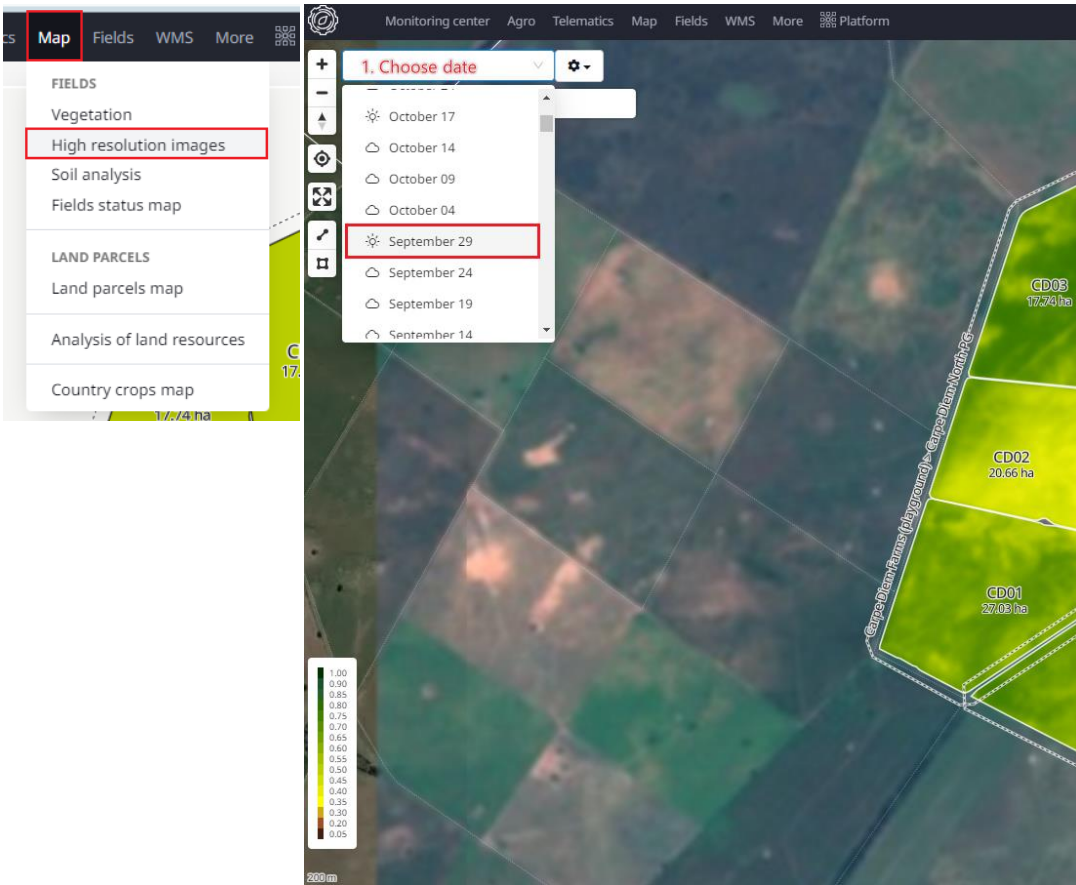 cs Map Fields WMS More
FIELDS
Vegetation
High resolution images
Soil analysis
Fields status map
LAND PARCELS
Land parcels map
Analysis of land resources
Country crops map
C
17.
17.74 ha
Monitoring center Agro Telematics Map Fields WMS More Platform
1. Choose date
October 17
October 14
October 09
October 04
September 29
September 24
September 19
September 14
CD03
17.74 ha
CD02
20.66 ha
CD01
27.03 ha
Carpe Diem Farms (playground) > Carpe Diem North PG
1.00
0.90
0.85
0.80
0.75
0.70
0.65
0.60
0.55
0.50
0.45
0.40
0.35
0.30
0.20
0.05
200 m